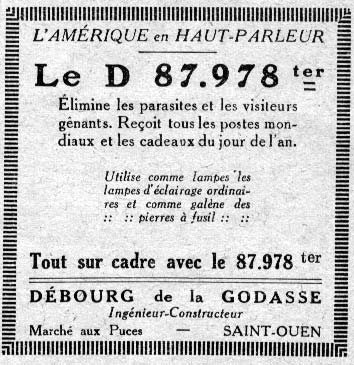 L'AMÉRIQUE en HAUT-PARLEUR
Le D 87.978 ter
Élimine les parasites et les visiteurs
gênants. Reçoit tous les postes mon-
diaux et les cadeaux du jour de l'an.
Utilise comme lampes les
lampes d'éclairage ordinai-
res et comme galène des
:: :: pierres à fusil :: ::
Tout sur cadre avec le 87.978 ter
DÉBOURG de la GODASSE
Ingénieur-Constructeur
Marché aux Puces — SAINT-OUEN